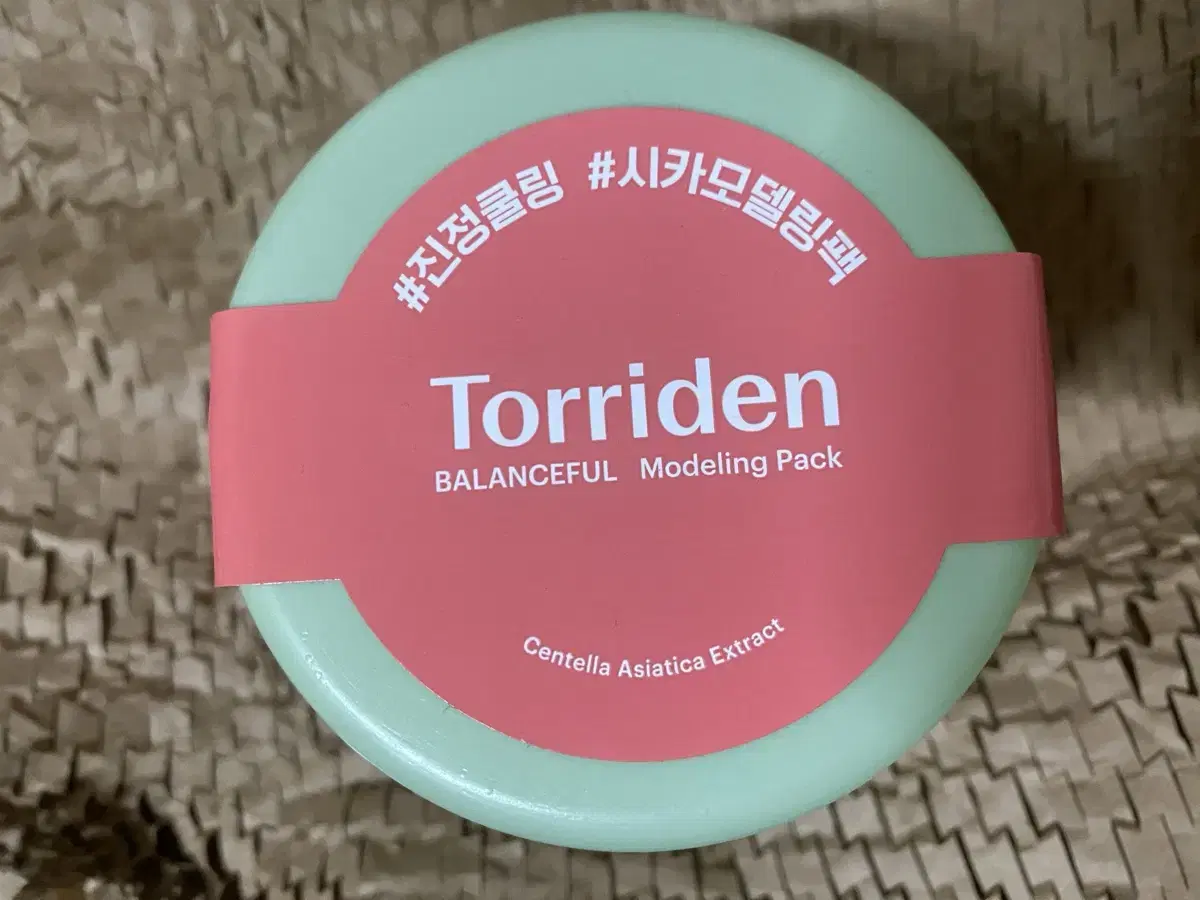 #진정쿨링 #시카모델링팩
Torriden
BALANCEFUL Modeling Pack
Centella Asiatica Extract